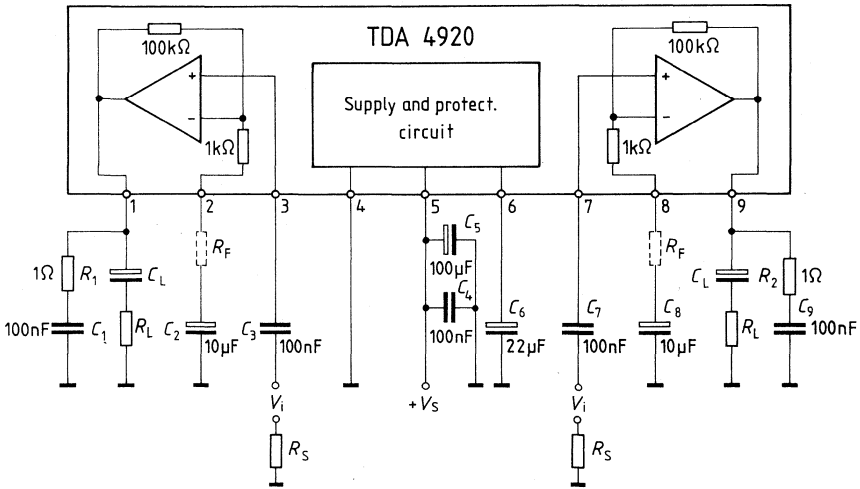 100kΩ
TDA 4920
100kΩ
+
-
1kΩ
Supply and protect.
circuit
+
-
1kΩ
1
2
3
4
5
6
7
8
9
1Ω
R1
CL
RF
C5
100µF
C4
100nF
RF
CL
R2
1Ω
100nF
C1
RL
C2
10µF
C3
100nF
C6
22µF
C7
100nF
C8
10µF
RL
C9
100nF
Vi
+VS
Vi
RS
RS